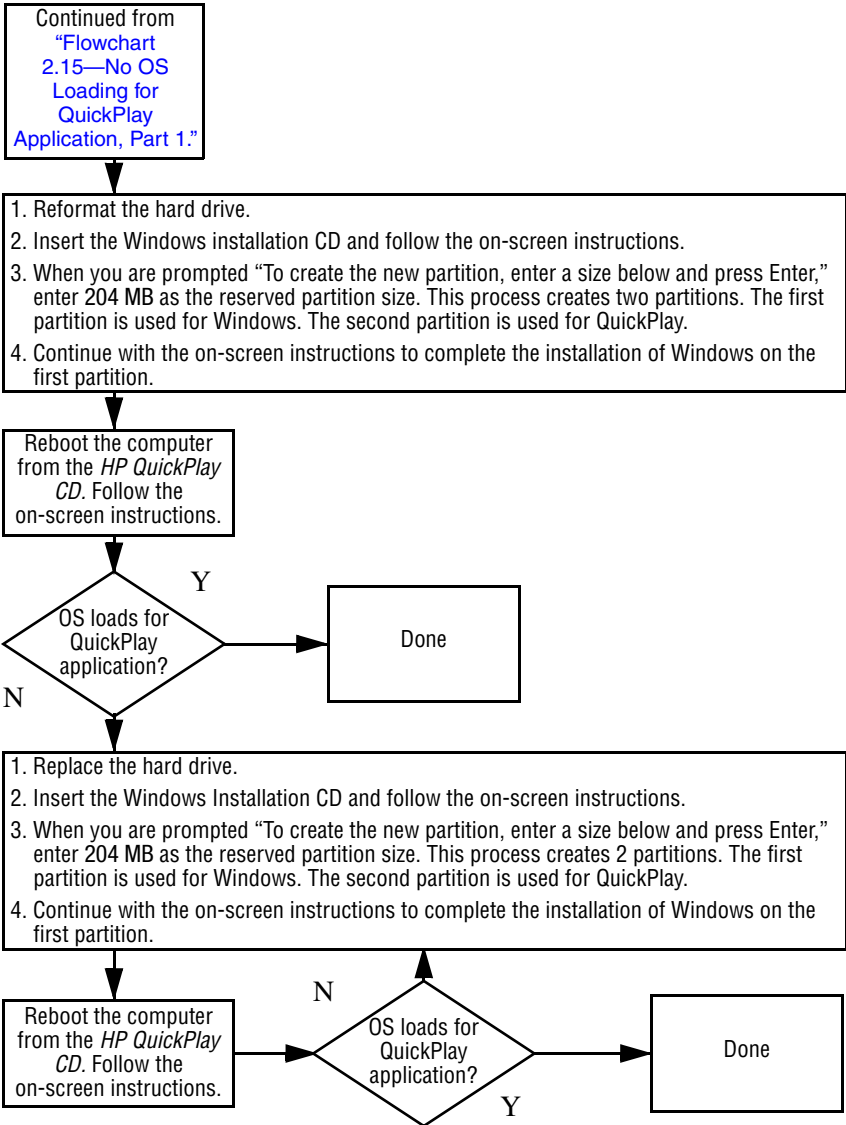 Continued from
“Flowchart
2.15—No OS
Loading for
QuickPlay
Application, Part 1.”
1. Reformat the hard drive.
2. Insert the Windows installation CD and follow the on-screen instructions.
3. When you are prompted “To create the new partition, enter a size below and press Enter,”
enter 204 MB as the reserved partition size. This process creates two partitions. The first
partition is used for Windows. The second partition is used for QuickPlay.
4. Continue with the on-screen instructions to complete the installation of Windows on the
first partition.
Reboot the computer
from the HP QuickPlay
CD. Follow the
on-screen instructions.
Y
OS loads for
QuickPlay
application?
Done
N
1. Replace the hard drive.
2. Insert the Windows Installation CD and follow the on-screen instructions.
3. When you are prompted “To create the new partition, enter a size below and press Enter,”
enter 204 MB as the reserved partition size. This process creates 2 partitions. The first
partition is used for Windows. The second partition is used for QuickPlay.
4. Continue with the on-screen instructions to complete the installation of Windows on the
first partition.
Reboot the computer
from the HP QuickPlay
CD. Follow the
on-screen instructions.
N
OS loads for
QuickPlay
application?
Y
Done